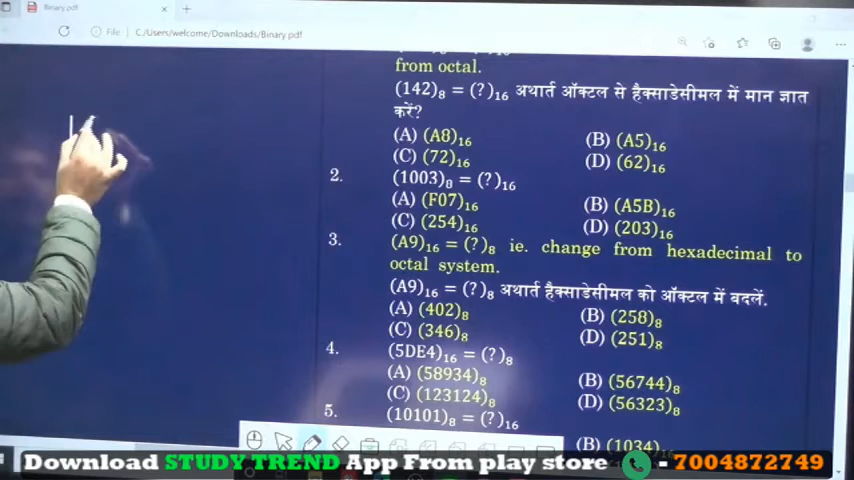 Binary.pdf
File | C:/Users/welcome/Downloads/Binary.pdf
from octal.
(142)₈ = (?)₁₆ अथार्त ऑक्टल से हैक्साडेसीमल में मान ज्ञात
करें?
(A) (A8)₁₆ (B) (A5)₁₆
(C) (72)₁₆ (D) (62)₁₆
2. (1003)₈ = (?)₁₆
(A) (F07)₁₆ (B) (A5B)₁₆
(C) (254)₁₆ (D) (203)₁₆
3. (A9)₁₆ = (?)₈ ie. change from hexadecimal to
octal system.
(A9)₁₆ = (?)₈ अथार्त हैक्साडेसीमल को ऑक्टल में बदलें.
(A) (402)₈ (B) (258)₈
(C) (346)₈ (D) (251)₈
4. (5DE4)₁₆ = (?)₈
(A) (58934)₈ (B) (56744)₈
(C) (123124)₈ (D) (56323)₈
5. (10101)₈ = (?)₁₆
(B) (1034)₁₆
Download STUDY TREND App From play store - 7004872749